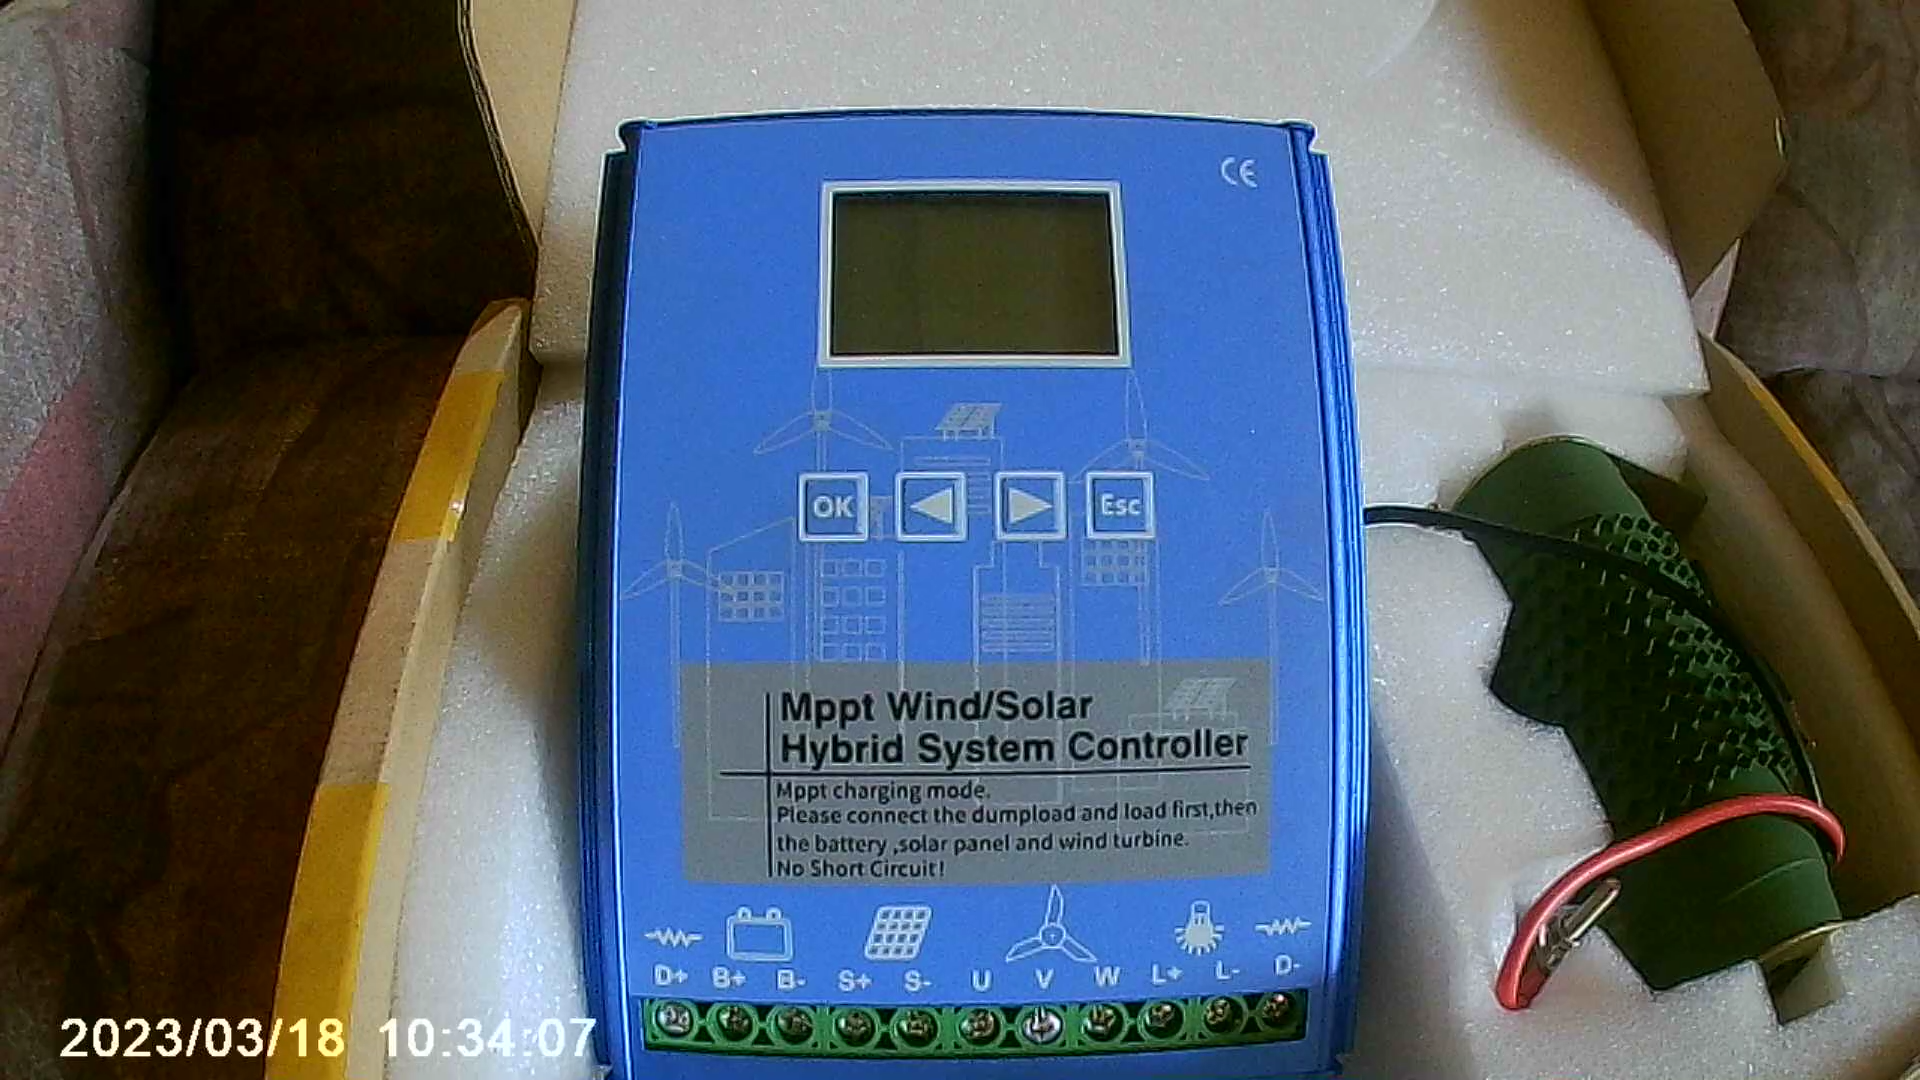 CE
OK Esc
Mppt Wind/Solar
Hybrid System Controller
Mppt charging mode.
Please connect the dumpload and load first,then
the battery ,solar panel and wind turbine.
No Short Circuit!
D+ B+ B- S+ S- U V W L+ L- D-
2023/03/18 10:34:07